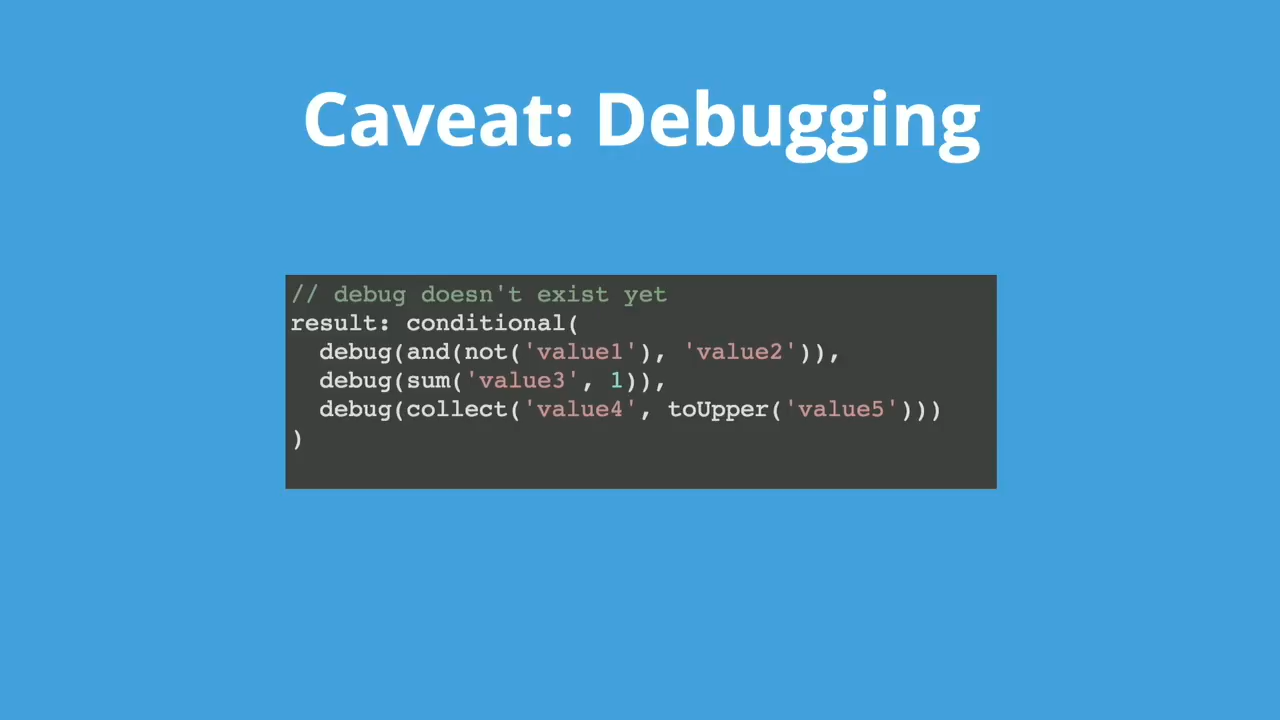 Caveat: Debugging
// debug doesn't exist yet
result: conditional(
  debug(and(not('value1'), 'value2')),
  debug(sum('value3', 1)),
  debug(collect('value4', toUpper('value5')))
)